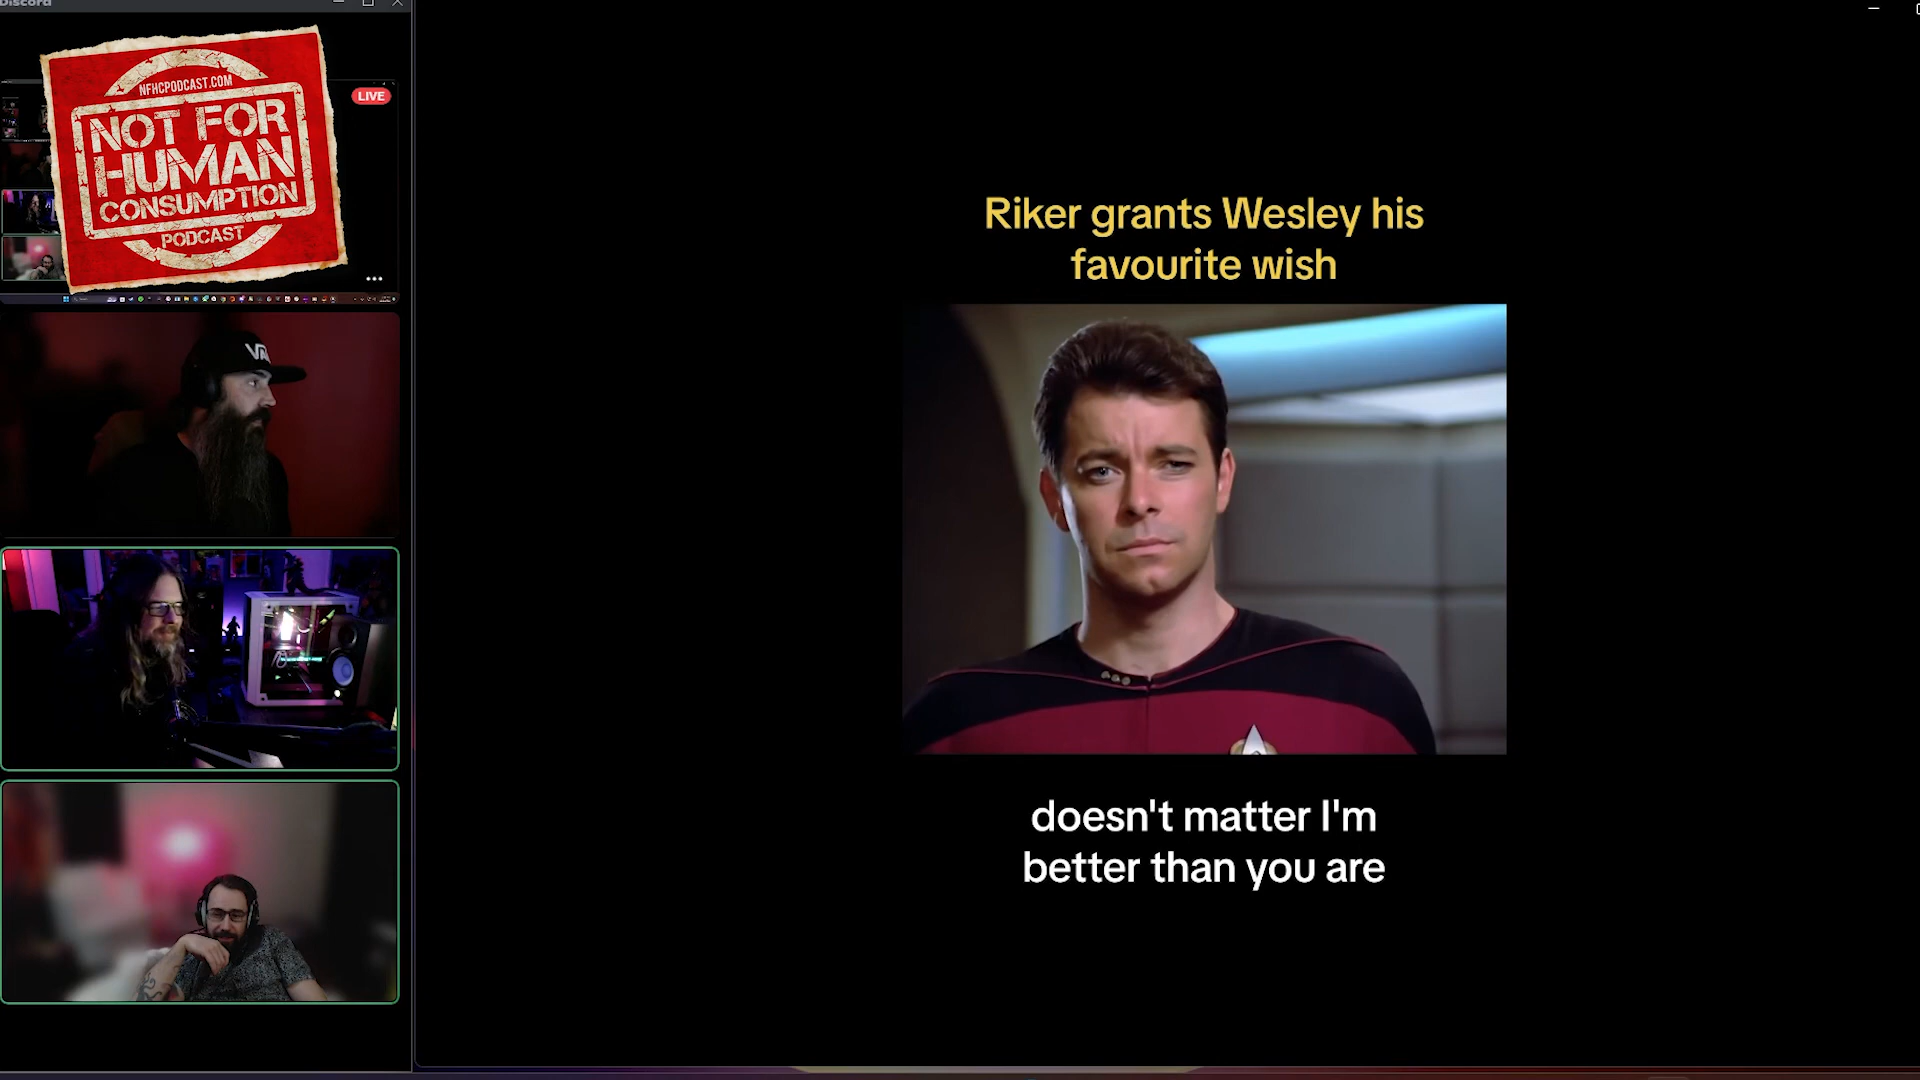 Discord
NFHCPODCAST.COM
NOT FOR
HUMAN
CONSUMPTION
PODCAST
LIVE
Riker grants Wesley his
favourite wish
doesn't matter I'm
better than you are